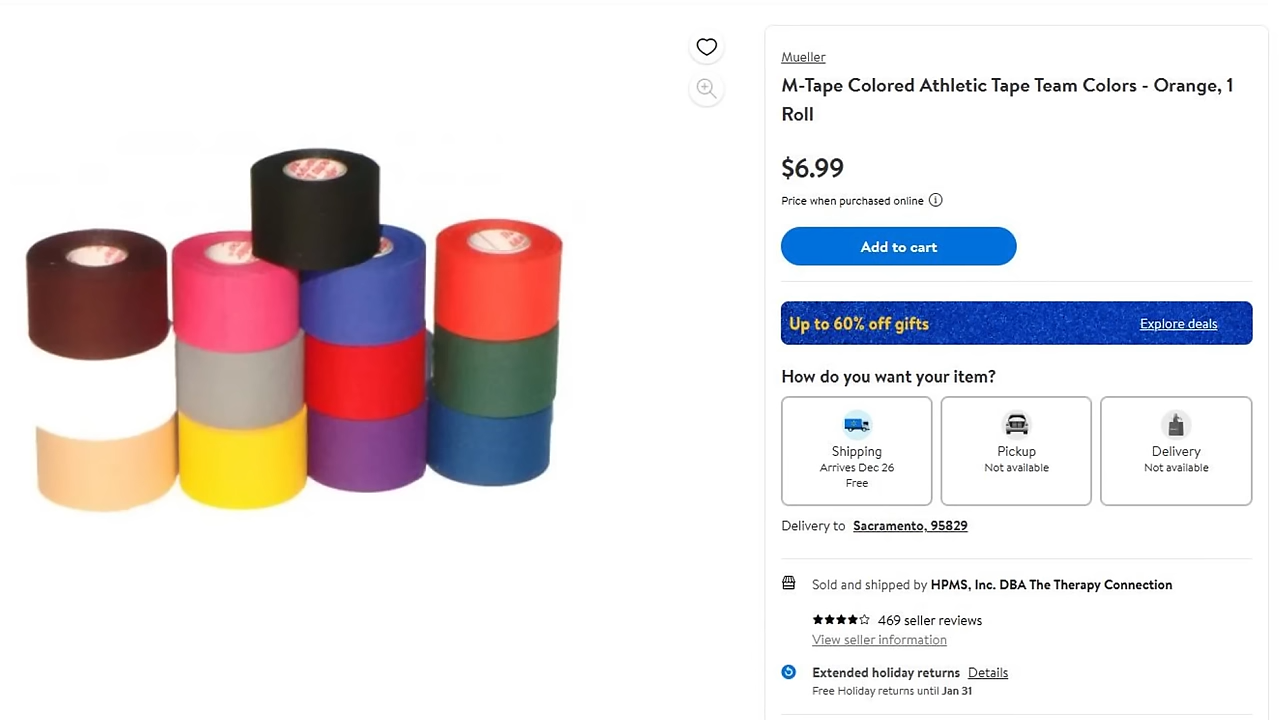 Mueller
M-Tape Colored Athletic Tape Team Colors - Orange, 1
Roll
$6.99
Price when purchased online
Add to cart
Up to 60% off gifts
Explore deals
How do you want your item?
Shipping
Arrives Dec 26
Free
Pickup
Not available
Delivery
Not available
Delivery to Sacramento, 95829
Sold and shipped by HPMS, Inc. DBA The Therapy Connection
469 seller reviews
View seller information
Extended holiday returns Details
Free Holiday returns until Jan 31